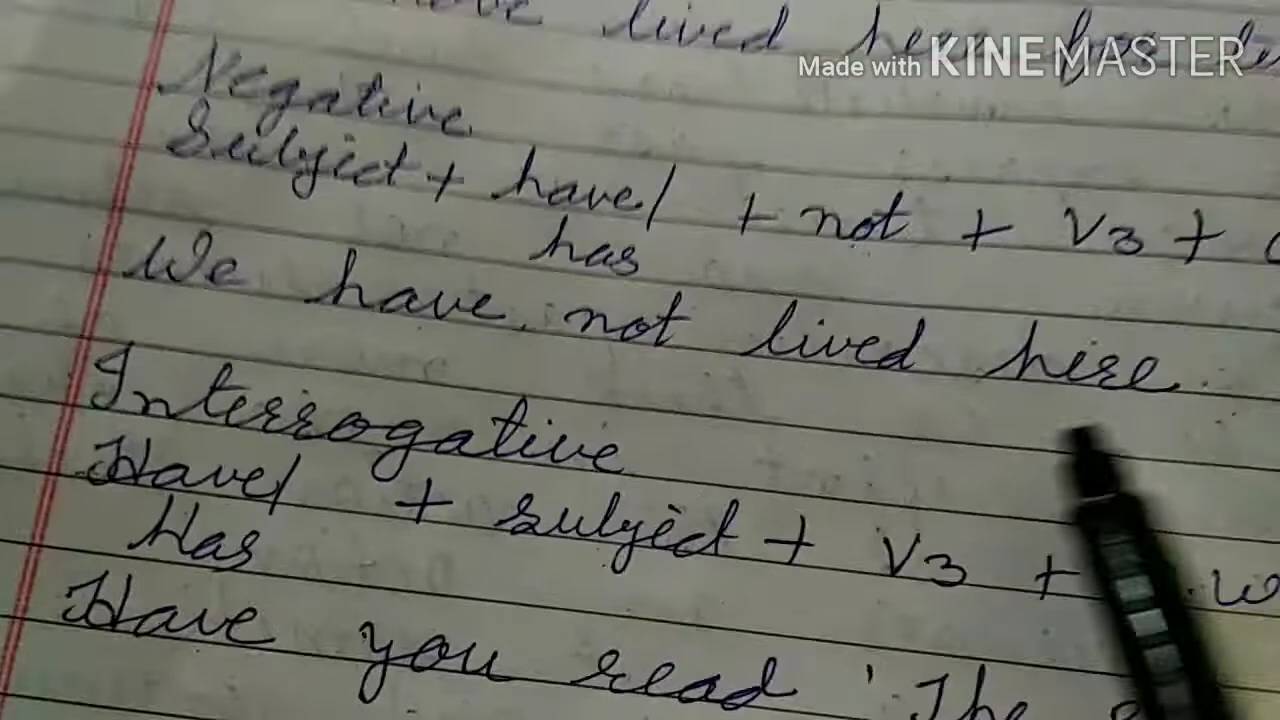 lived here
Made with KINEMASTER
Negative
Subject + have/ + not + V3 +
has
We have not lived here.
Interrogative
Have/ + subject + V3 +
Has
Have you read 'The